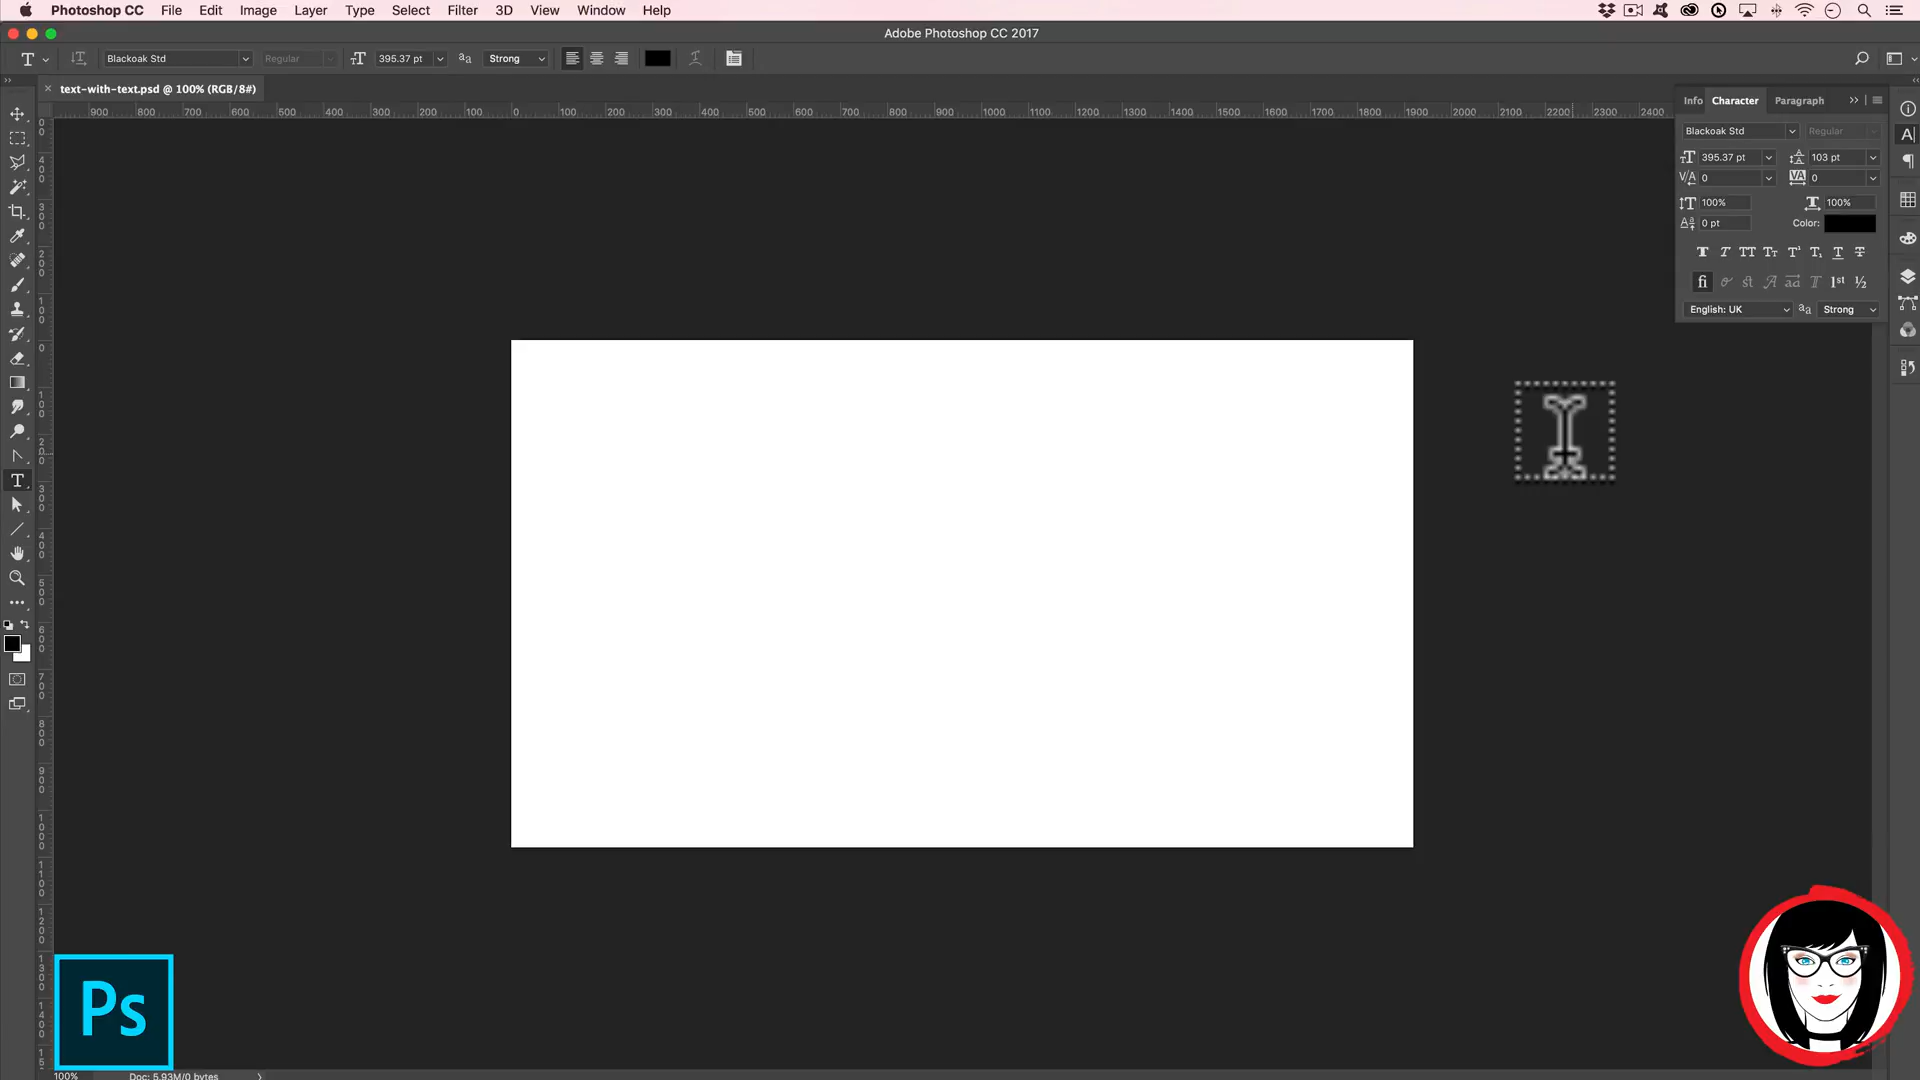 Photoshop CC File Edit Image Layer Type Select Filter 3D View Window Help
Adobe Photoshop CC 2017
Blackoak Std Regular 395.37 pt Strong
text-with-text.psd @ 100% (RGB/8#)
Info Character Paragraph
900 800 700 600 500 400 300 200 100 0 100 200 300 400 500 600 700 800 900 1000 1100 1200 1300 1400 1500 1600 1700 1800 1900 2000 2100 2200 2300 2400
Blackoak Std Regular
395.37 pt 103 pt
0 0
100% 100%
0 pt Color:
English: UK Strong
Ps
100% Doc: 5.93M/0 bytes